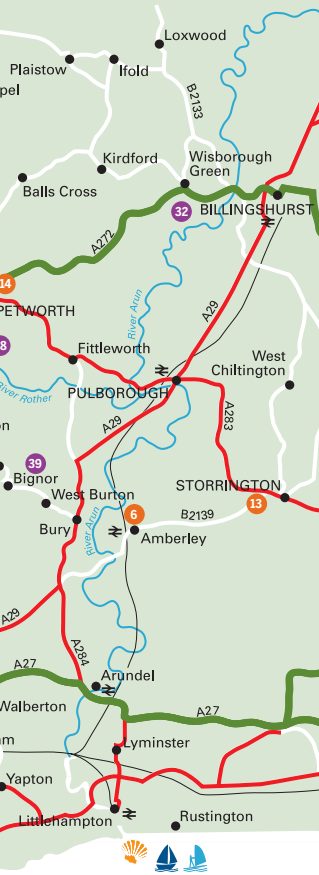 Loxwood
Plaistow
Ifold
pel
B2133
Kirdford
Wisborough
Green
Balls Cross
32
BILLINGSHURST
A272
14
PETWORTH
River Arun
A29
8
Fittleworth
West
Chiltington
River Rother
PULBOROUGH
A29
A283
n
39
Bignor
STORRINGTON
West Burton
6
13
B2139
Bury
River Arun
Amberley
A29
A284
A27
Arundel
Walberton
A27
m
Lyminster
Yapton
Littlehampton
Rustington